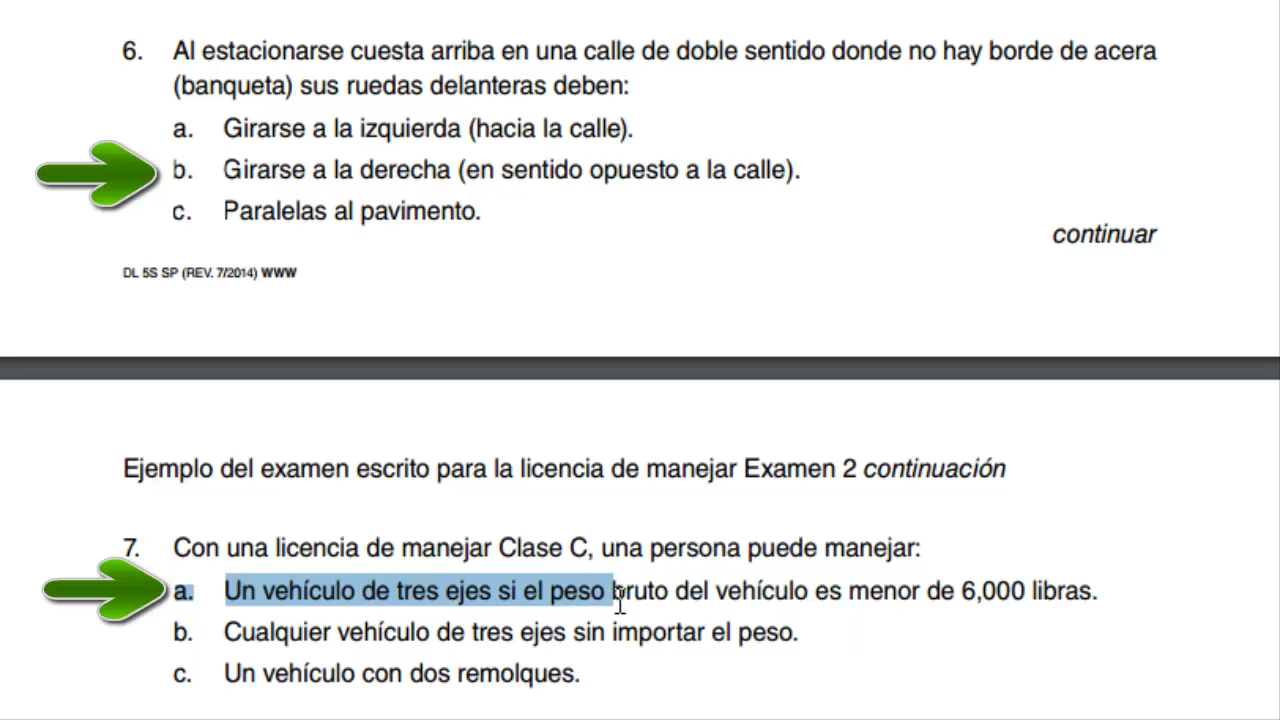 6. Al estacionarse cuesta arriba en una calle de doble sentido donde no hay borde de acera
(banqueta) sus ruedas delanteras deben:
a. Girarse a la izquierda (hacia la calle).
b. Girarse a la derecha (en sentido opuesto a la calle).
c. Paralelas al pavimento.
continuar
DL 5S SP (REV. 7/2014) WWW
Ejemplo del examen escrito para la licencia de manejar Examen 2 continuación
7. Con una licencia de manejar Clase C, una persona puede manejar:
a. Un vehículo de tres ejes si el peso bruto del vehículo es menor de 6,000 libras.
b. Cualquier vehículo de tres ejes sin importar el peso.
c. Un vehículo con dos remolques.